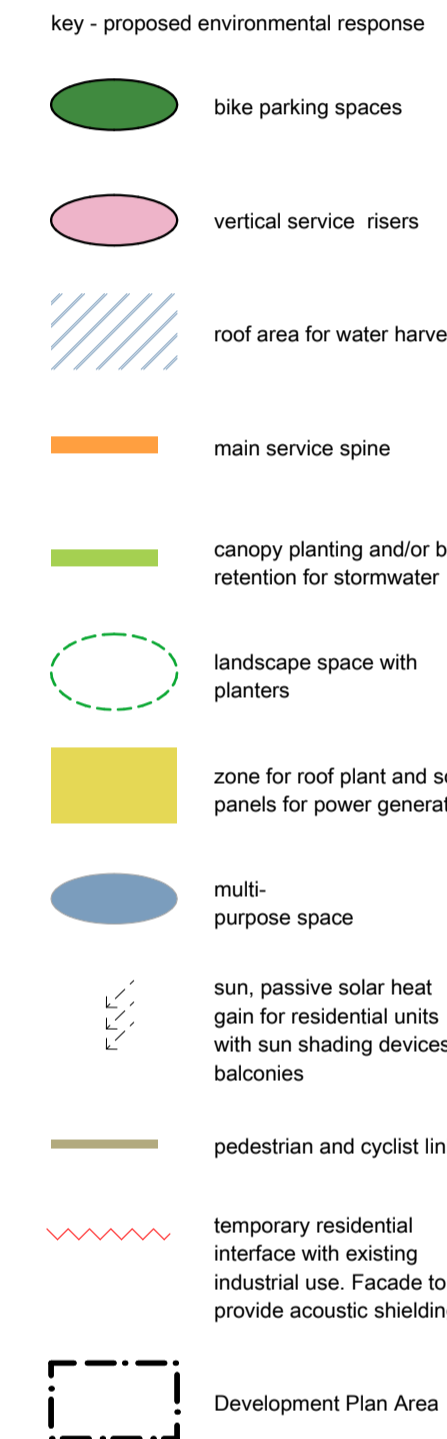 key - proposed environmental response
bike parking spaces
vertical service risers
roof area for water harve
main service spine
canopy planting and/or b
retention for stormwater
landscape space with
planters
zone for roof plant and s
panels for power generat
multi-
purpose space
sun, passive solar heat
gain for residential units
with sun shading devices
balconies
pedestrian and cyclist lin
temporary residential
interface with existing
industrial use. Facade to
provide acoustic shieldin
Development Plan Area